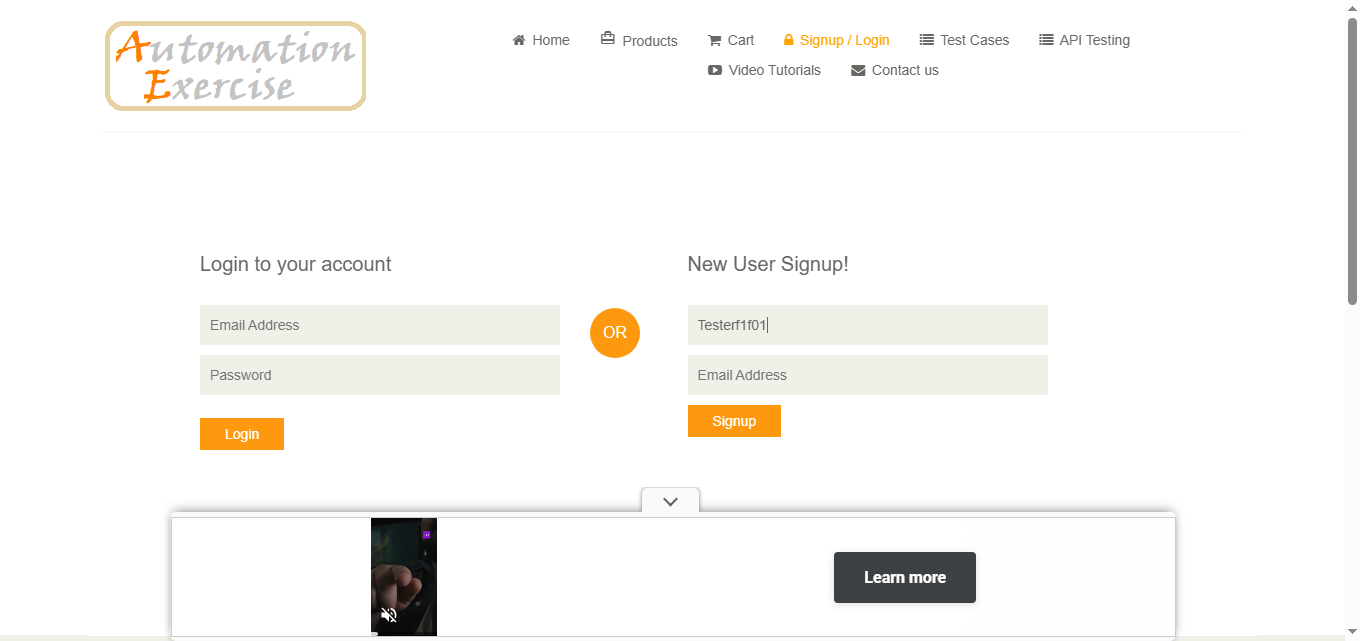 Automation
Exercise
Home
Products
Cart
Signup / Login
Test Cases
API Testing
Video Tutorials
Contact us
Login to your account
Email Address
Password
Login
OR
New User Signup!
Testerf1f01
Email Address
Signup
Learn more